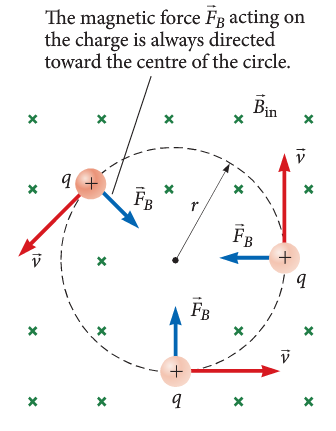 The magnetic force F⃗B acting on
the charge is always directed
toward the centre of the circle.
B⃗in
q
+
F⃗B
r
v⃗
v⃗
F⃗B
+
q
F⃗B
+
v⃗
q